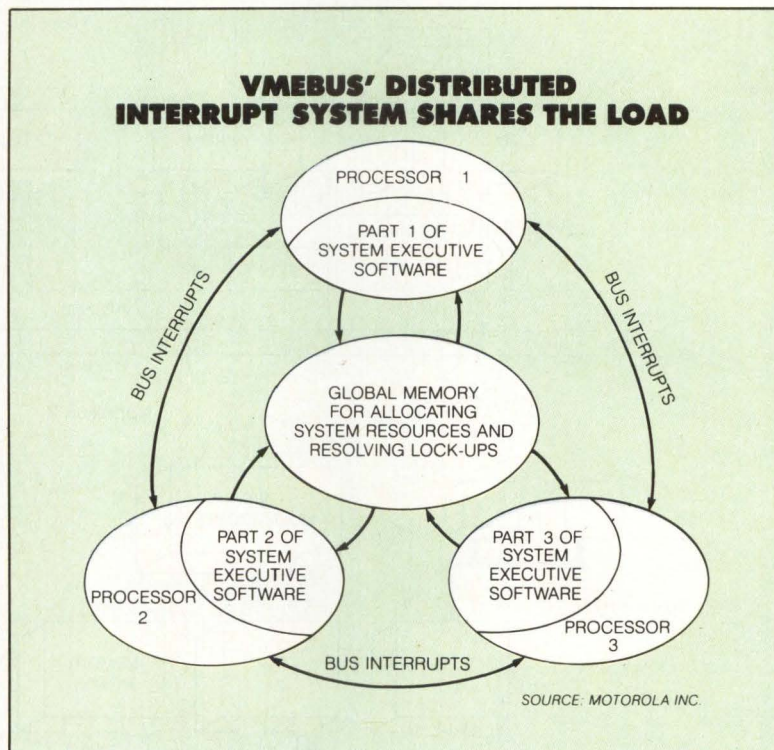 VMEBUS' DISTRIBUTED
INTERRUPT SYSTEM SHARES THE LOAD
PROCESSOR 1
PART 1 OF
SYSTEM EXECUTIVE
SOFTWARE
BUS INTERRUPTS
BUS INTERRUPTS
GLOBAL MEMORY
FOR ALLOCATING
SYSTEM RESOURCES AND
RESOLVING LOCK-UPS
PART 2 OF
SYSTEM
EXECUTIVE
SOFTWARE
PROCESSOR
2
PART 3 OF
SYSTEM
EXECUTIVE
SOFTWARE
PROCESSOR
3
BUS INTERRUPTS
SOURCE: MOTOROLA INC.